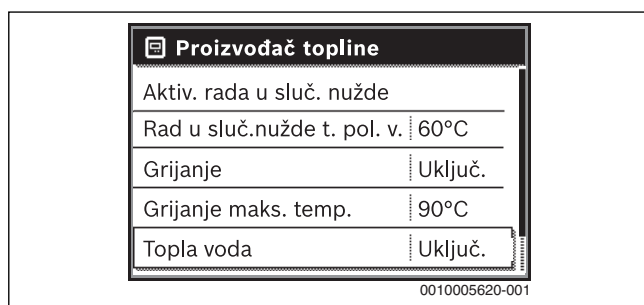 Proizvođač topline
Aktiv. rada u sluč. nužde
Rad u sluč.nužde t. pol. v. 60°C
Grijanje Uključ.
Grijanje maks. temp. 90°C
Topla voda Uključ.
0010005620-001